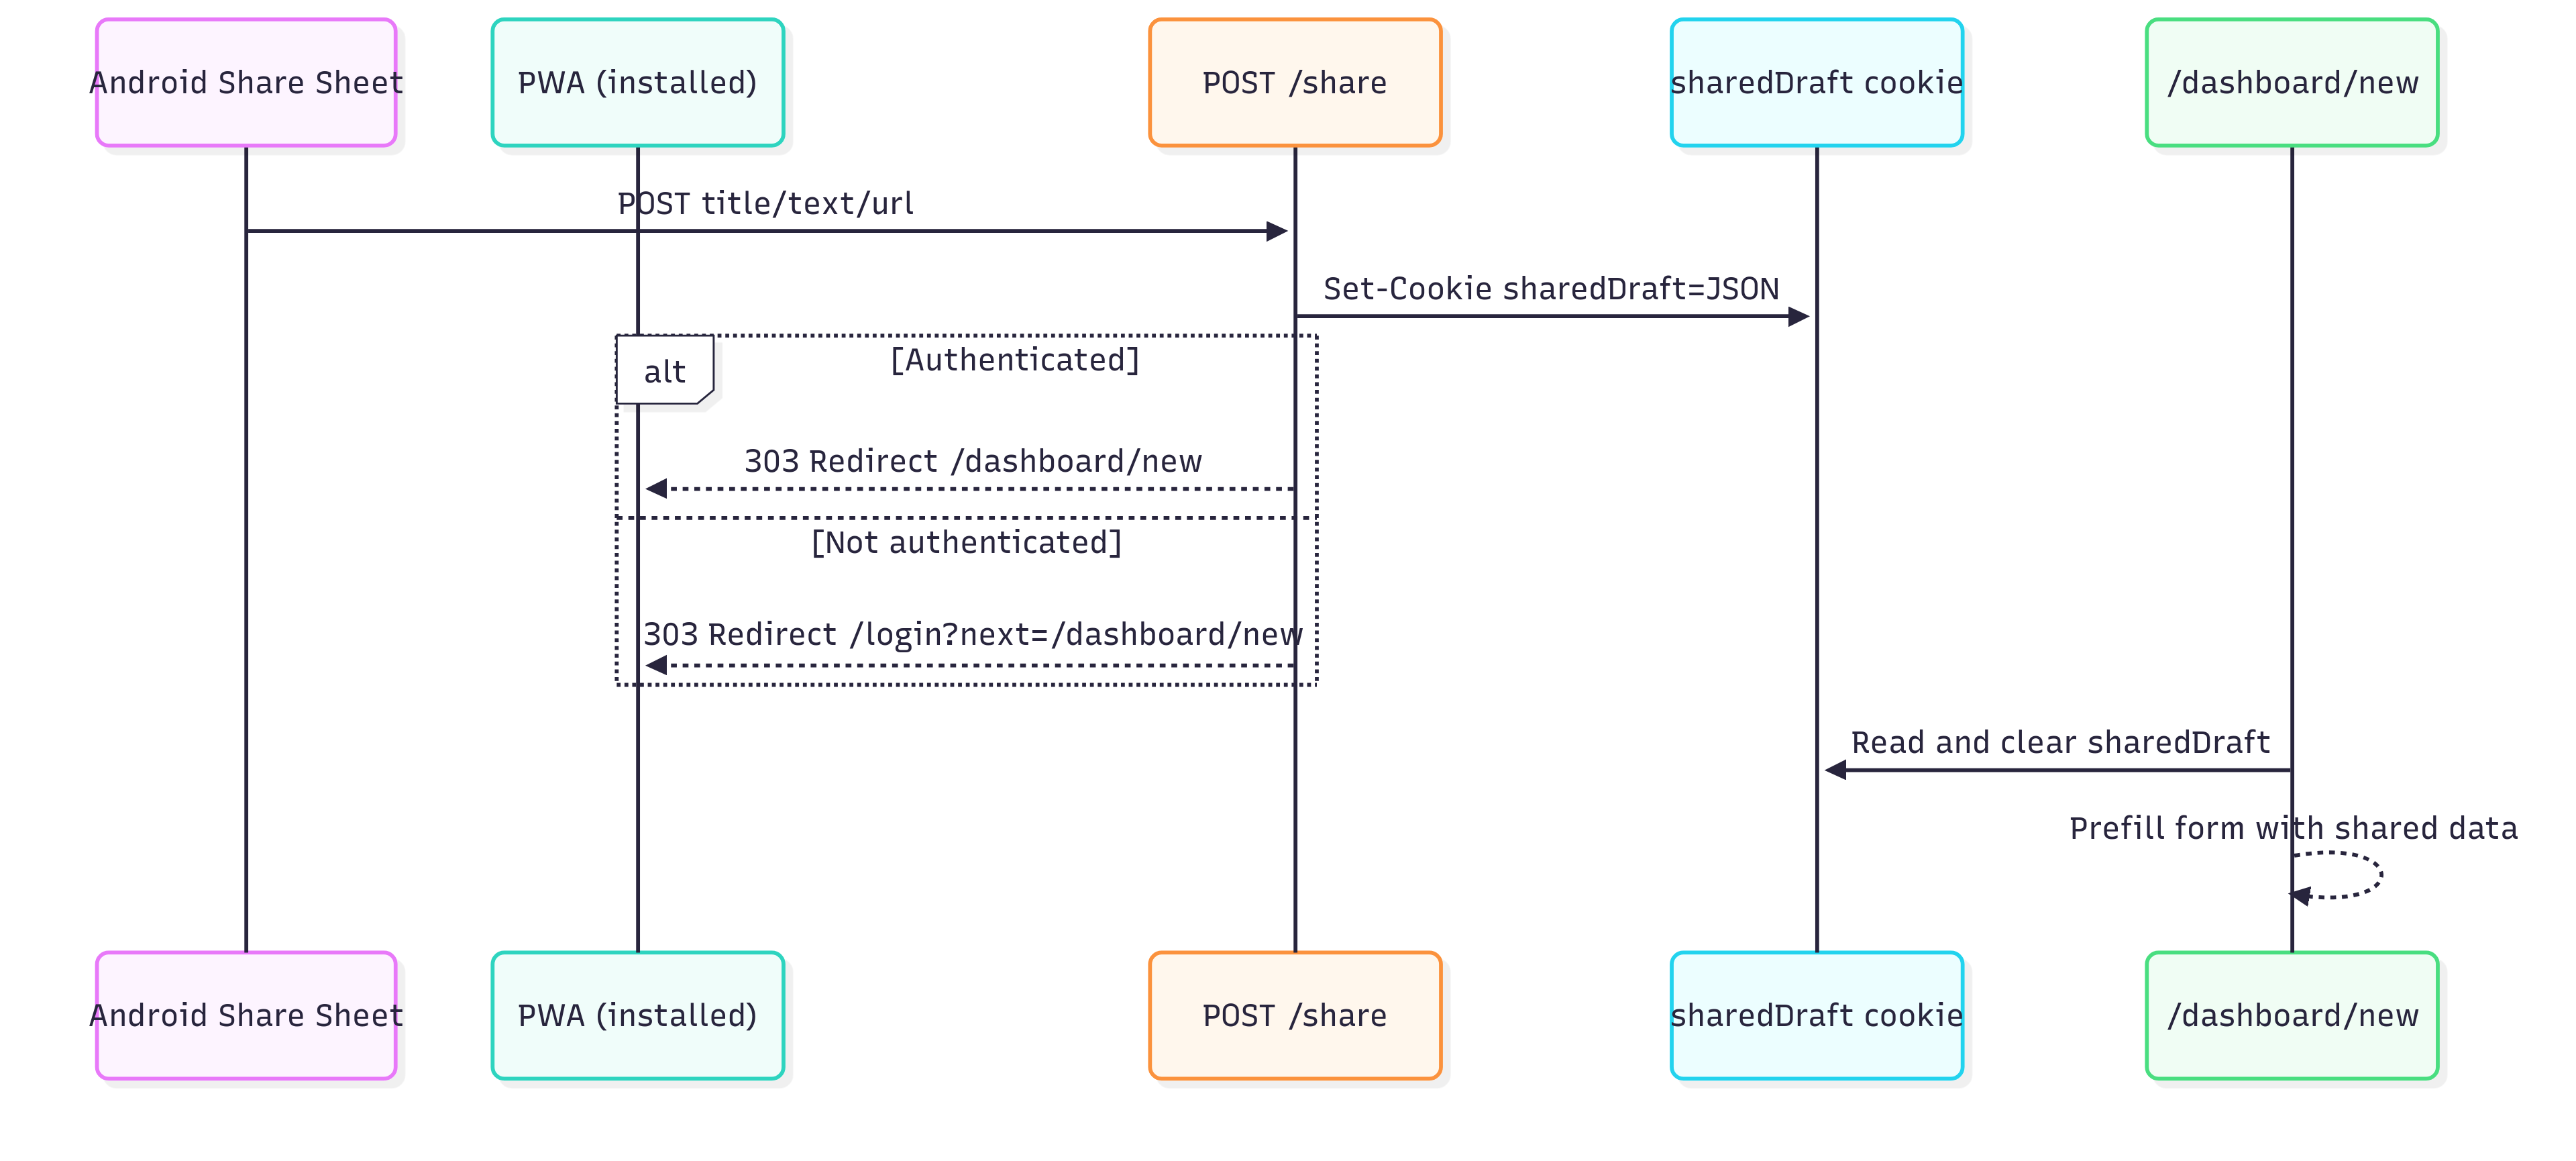 Android Share Sheet
PWA (installed)
POST /share
sharedDraft cookie
/dashboard/new
POST title/text/url
Set-Cookie sharedDraft=JSON
alt
[Authenticated]
303 Redirect /dashboard/new
[Not authenticated]
303 Redirect /login?next=/dashboard/new
Read and clear sharedDraft
Prefill form with shared data
Android Share Sheet
PWA (installed)
POST /share
sharedDraft cookie
/dashboard/new